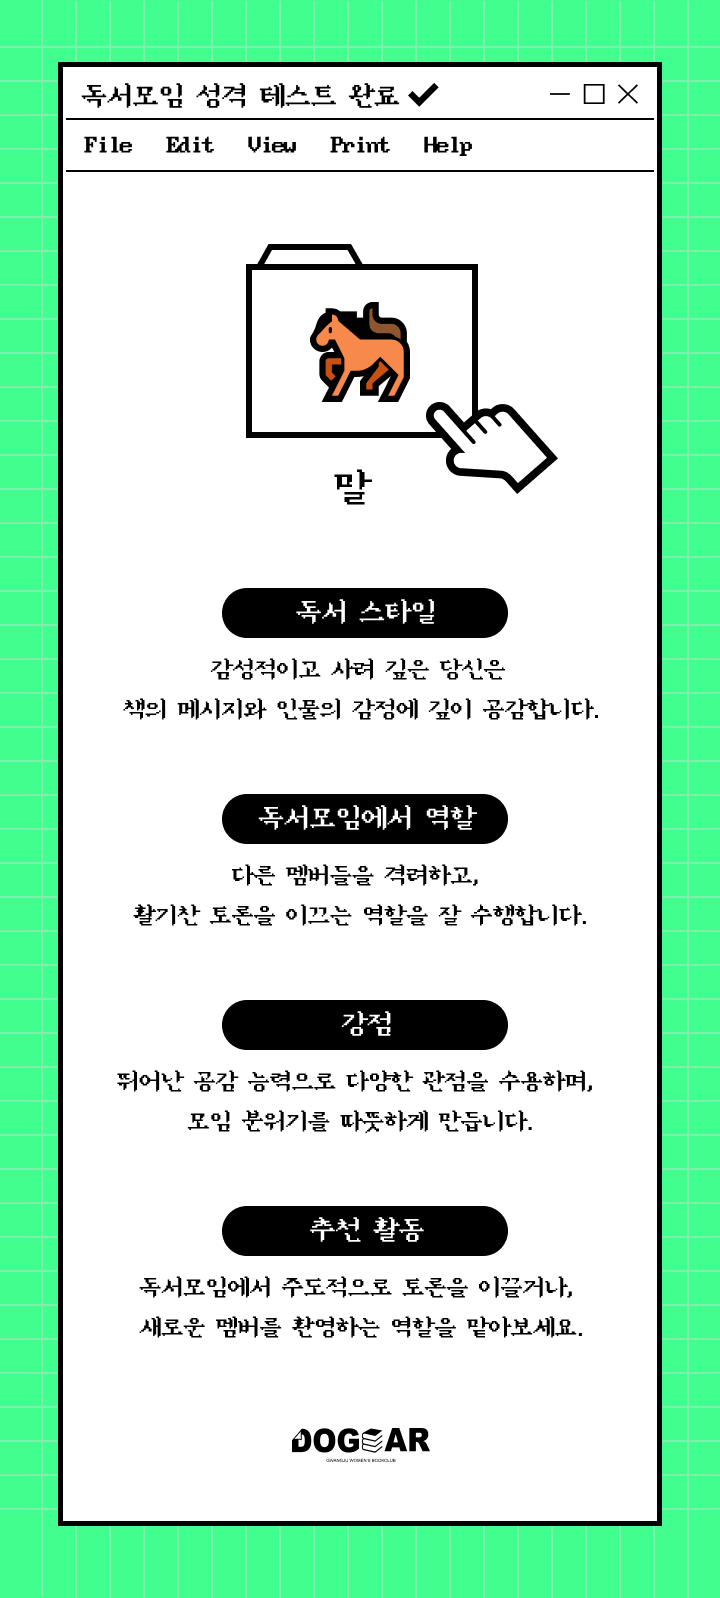 독서모임 성격 테스트 완료
File Edit View Print Help
말
독서 스타일
감성적이고 사려 깊은 당신은
책의 메시지와 인물의 감정에 깊이 공감합니다.
독서모임에서 역할
다른 멤버들을 격려하고,
활기찬 토론을 이끄는 역할을 잘 수행합니다.
강점
뛰어난 공감 능력으로 다양한 관점을 수용하며,
모임 분위기를 따뜻하게 만듭니다.
추천 활동
독서모임에서 주도적으로 토론을 이끌거나,
새로운 멤버를 환영하는 역할을 맡아보세요.
DOGEAR
GWANGJU WOMEN'S BOOKCLUB